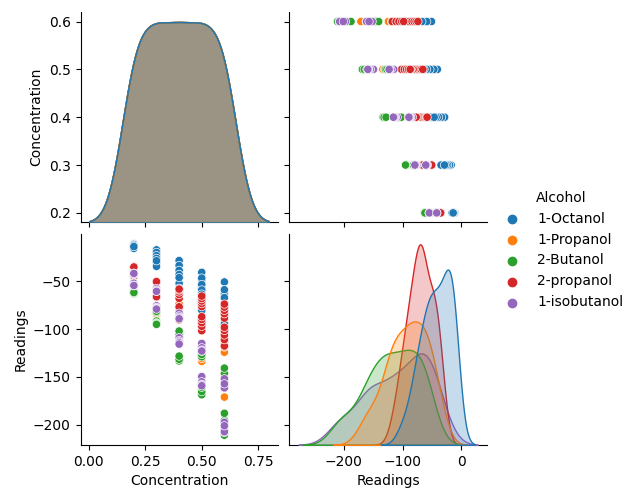 0.6
0.5
0.4
0.3
0.2
Concentration
Alcohol
1-Octanol
1-Propanol
2-Butanol
2-propanol
1-isobutanol
−50
−100
−150
−200
Readings
0.00 0.25 0.50 0.75
Concentration
−200 −100 0
Readings